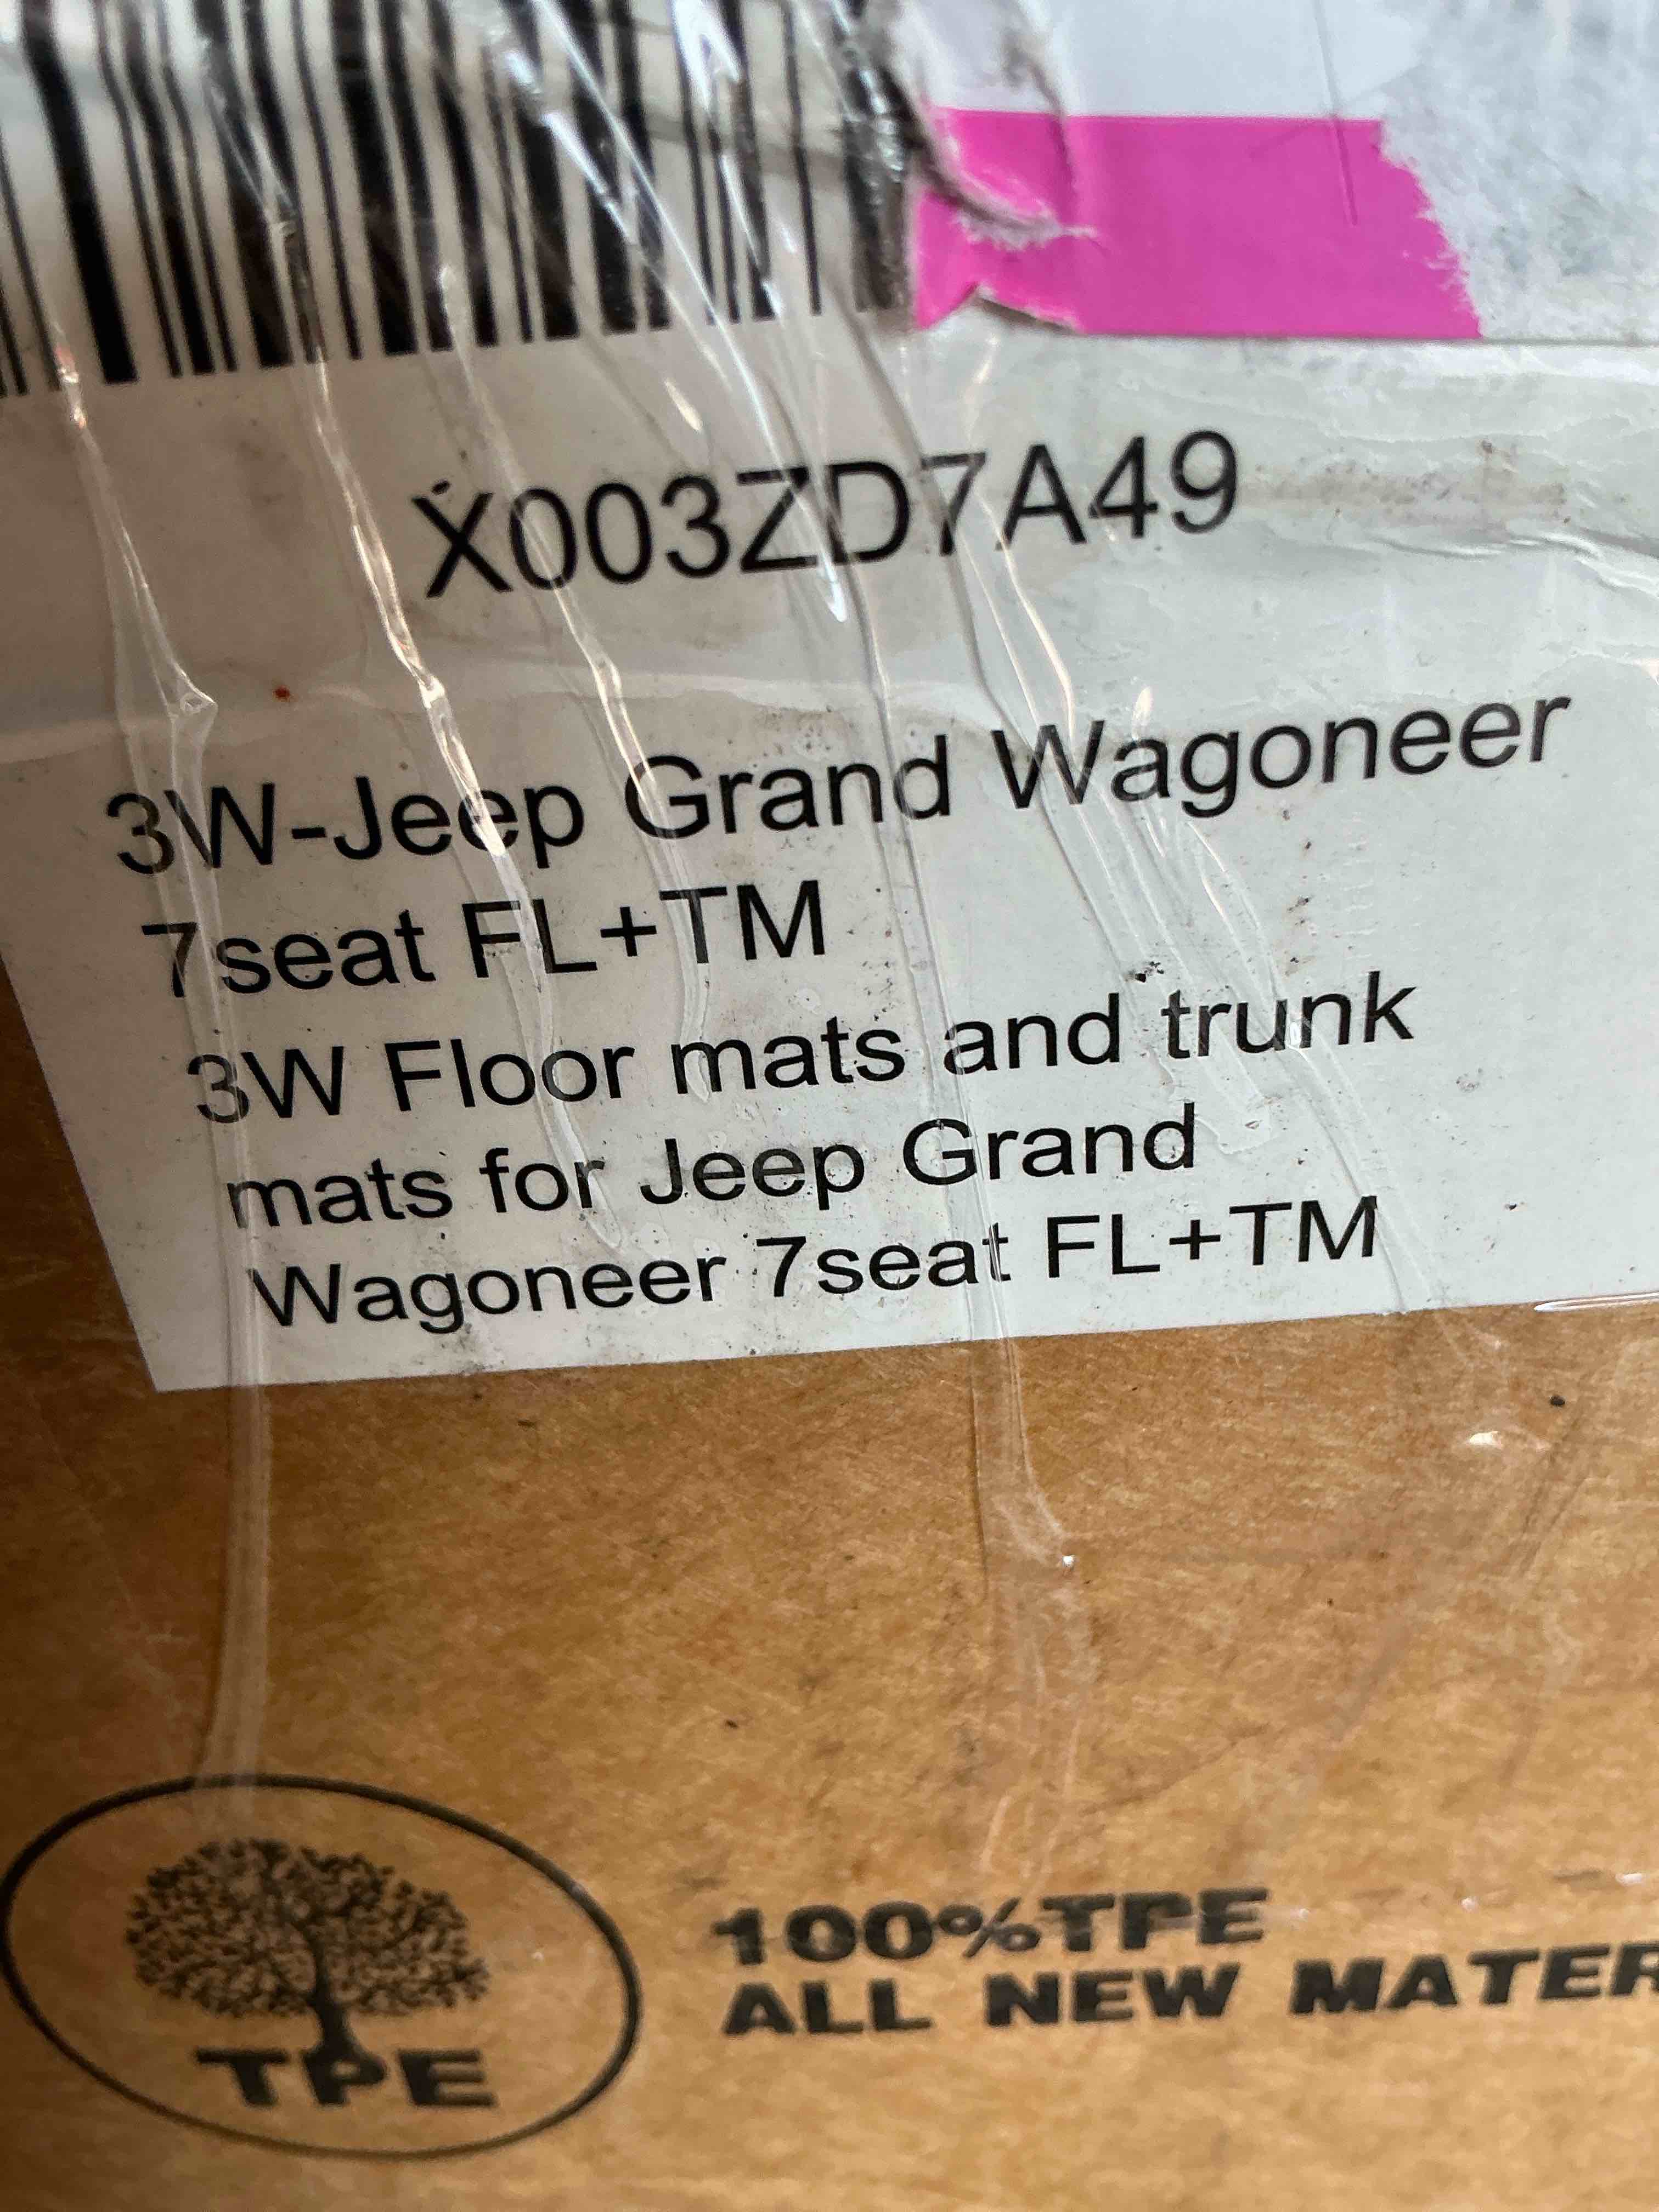 X003ZD7A49
3W-Jeep Grand Wagoneer
7seat FL+TM
3W Floor mats and trunk
mats for Jeep Grand
Wagoneer 7seat FL+TM
100%TPE
ALL NEW MATER
TPE